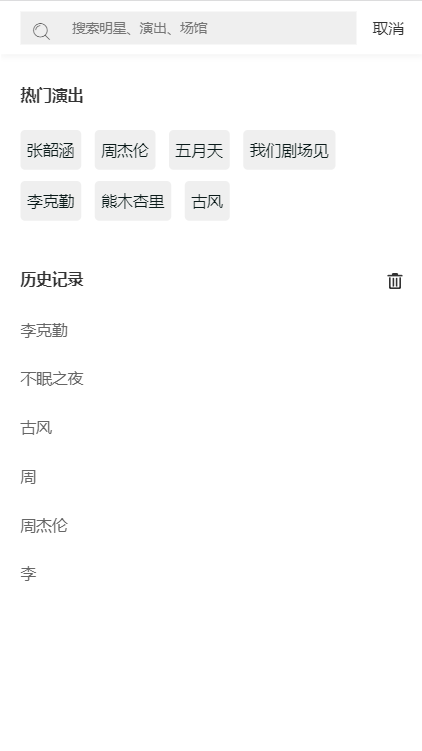 搜索明星、演出、场馆 取消
热门演出
张韶涵 周杰伦 五月天 我们剧场见
李克勤 熊木杏里 古风
历史记录
李克勤
不眠之夜
古风
周
周杰伦
李